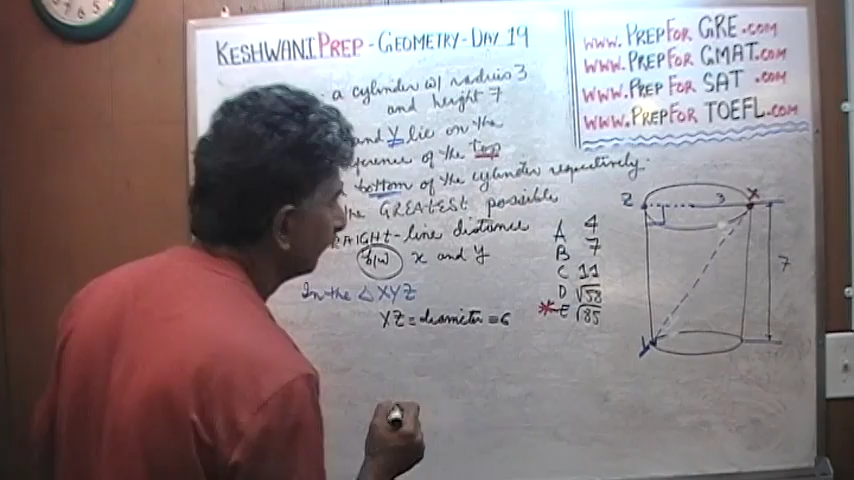 KESHWANI PREP - GEOMETRY - DAY 19
a cylinder w/ radius 3
and height 7
and Y lie on the
ference of the top
bottom of the cylinder respectively.
the GREATEST possible
RAIGHt-line distance
b/w x and y
In the △ XYZ
XZ = diameter = 6
A 4
B 7
C 11
D √58
* E √85
www. PREPFOR GRE .com
www. PREPFOR GMAT.com
www. PREPFOR SAT .com
www. PREPFOR TOEFL.com
Z 3 X
7
Y
7 6 5